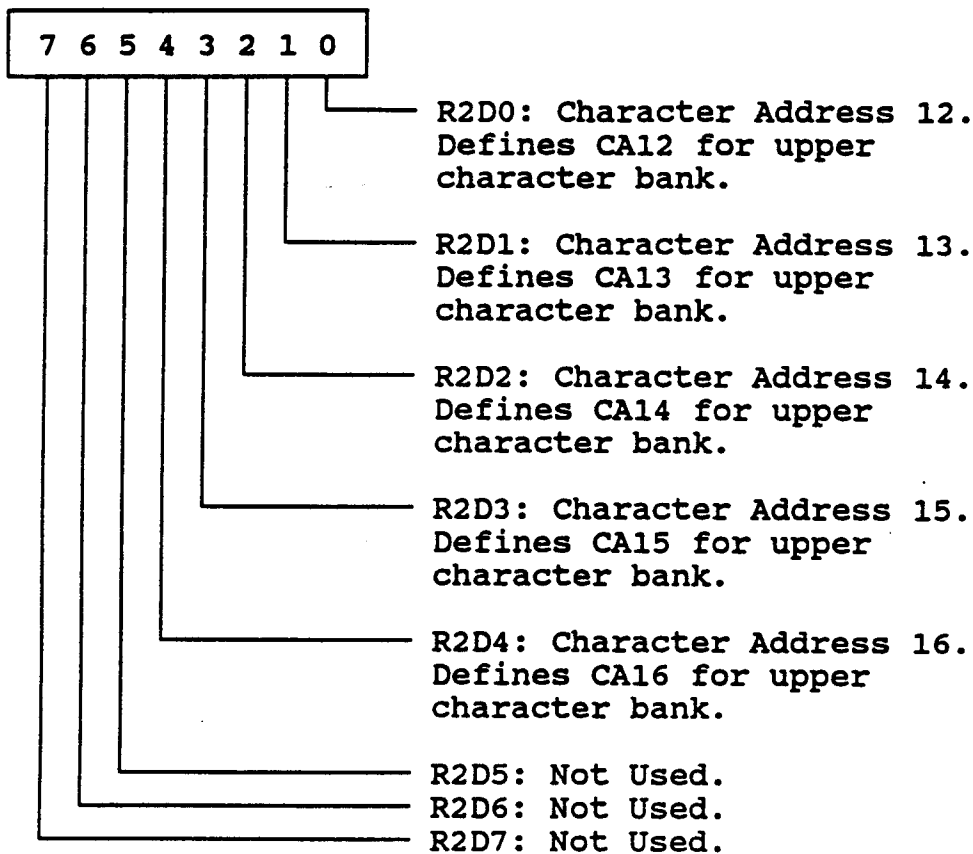 7 6 5 4 3 2 1 0
R2D0: Character Address 12.
Defines CA12 for upper
character bank.
R2D1: Character Address 13.
Defines CA13 for upper
character bank.
R2D2: Character Address 14.
Defines CA14 for upper
character bank.
R2D3: Character Address 15.
Defines CA15 for upper
character bank.
R2D4: Character Address 16.
Defines CA16 for upper
character bank.
R2D5: Not Used.
R2D6: Not Used.
R2D7: Not Used.